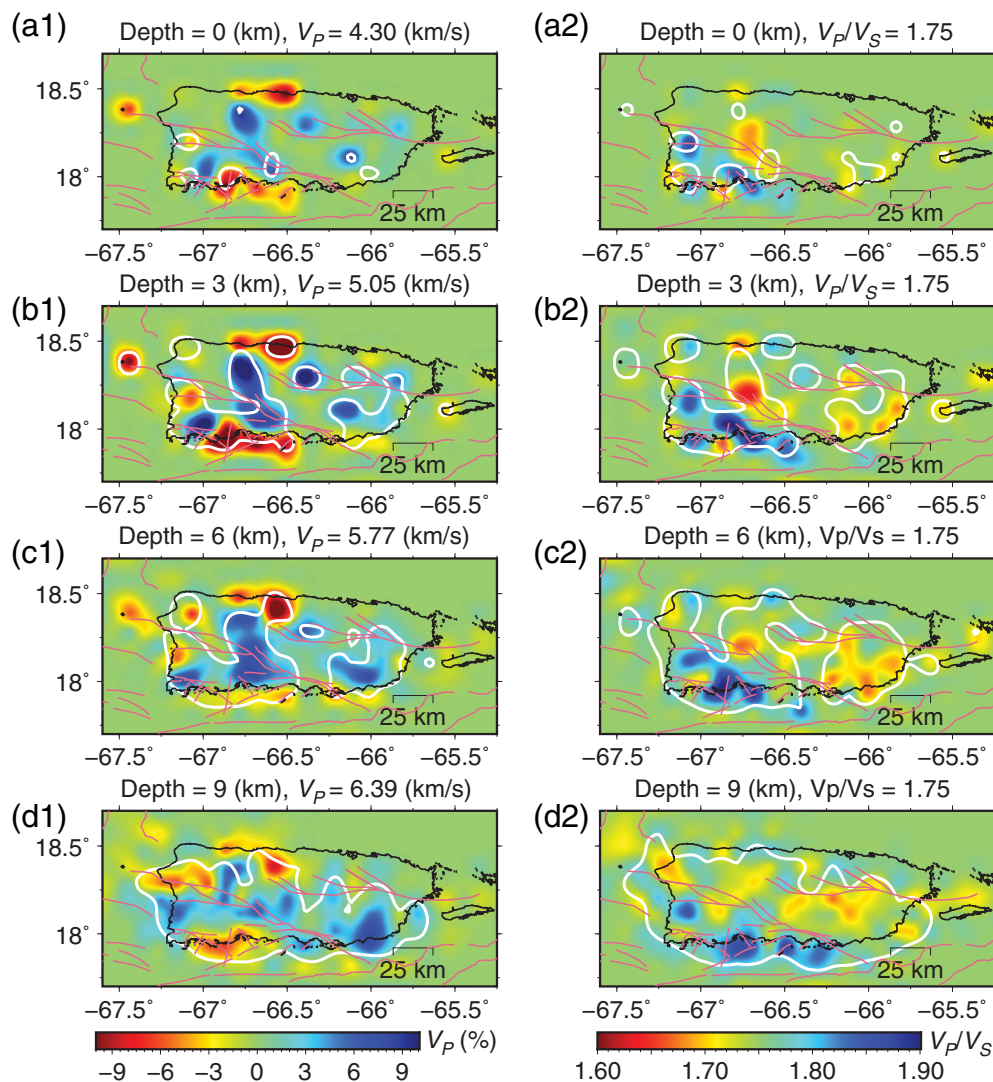 (a1) (a2)
Depth = 0 (km), V_P = 4.30 (km/s) Depth = 0 (km), V_P/V_S = 1.75
18.5°
18°
25 km 25 km
−67.5° −67° −66.5° −66° −65.5° −67.5° −67° −66.5° −66° −65.5°
Depth = 3 (km), V_P = 5.05 (km/s) Depth = 3 (km), V_P/V_S = 1.75
(b1) (b2)
18.5°
18°
25 km 25 km
−67.5° −67° −66.5° −66° −65.5° −67.5° −67° −66.5° −66° −65.5°
Depth = 6 (km), V_P = 5.77 (km/s) Depth = 6 (km), Vp/Vs = 1.75
(c1) (c2)
18.5°
18°
25 km 25 km
−67.5° −67° −66.5° −66° −65.5° −67.5° −67° −66.5° −66° −65.5°
Depth = 9 (km), V_P = 6.39 (km/s) Depth = 9 (km), Vp/Vs = 1.75
(d1) (d2)
18.5°
18°
25 km 25 km
−67.5° −67° −66.5° −66° −65.5° −67.5° −67° −66.5° −66° −65.5°
V_P (%) V_P/V_S
−9 −6 −3 0 3 6 9 1.60 1.70 1.80 1.90